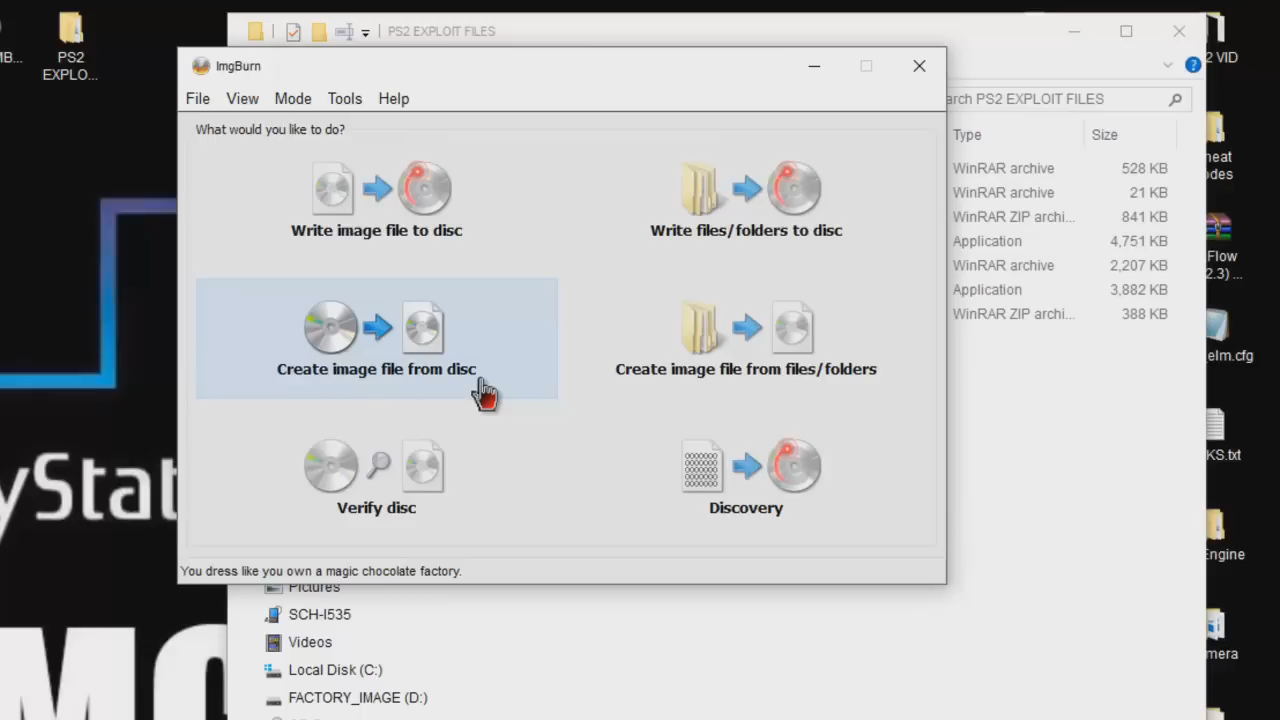 PS2 EXPLOIT FILES
MB...
PS2
EXPLO...
2 VID
ImgBurn
File View Mode Tools Help
arch PS2 EXPLOIT FILES
What would you like to do?
Type Size
Write image file to disc
Write files/folders to disc
Create image file from disc
Create image file from files/folders
Verify disc
Discovery
You dress like you own a magic chocolate factory.
WinRAR archive 528 KB
WinRAR archive 21 KB
WinRAR ZIP archi... 841 KB
Application 4,751 KB
WinRAR archive 2,207 KB
Application 3,882 KB
WinRAR ZIP archi... 388 KB
Pictures
SCH-I535
Videos
Local Disk (C:)
FACTORY_IMAGE (D:)
heat
odes
Flow
2.3) ...
elm.cfg
KS.txt
Engine
mera
yStat
MC